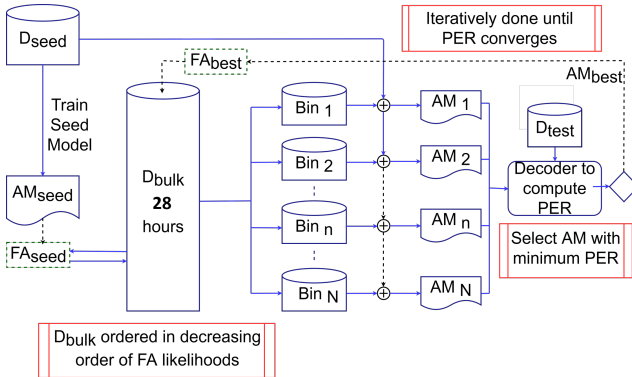 Dseed
Iteratively done until
PER converges
FAbest
AMbest
Train
Seed
Model
Bin 1
AM 1
Dtest
Bin 2
AM 2
Decoder to
compute
PER
Dbulk
28
hours
AMseed
Bin n
AM n
FAseed
Select AM with
minimum PER
Bin N
AM N
Dbulk ordered in decreasing
order of FA likelihoods